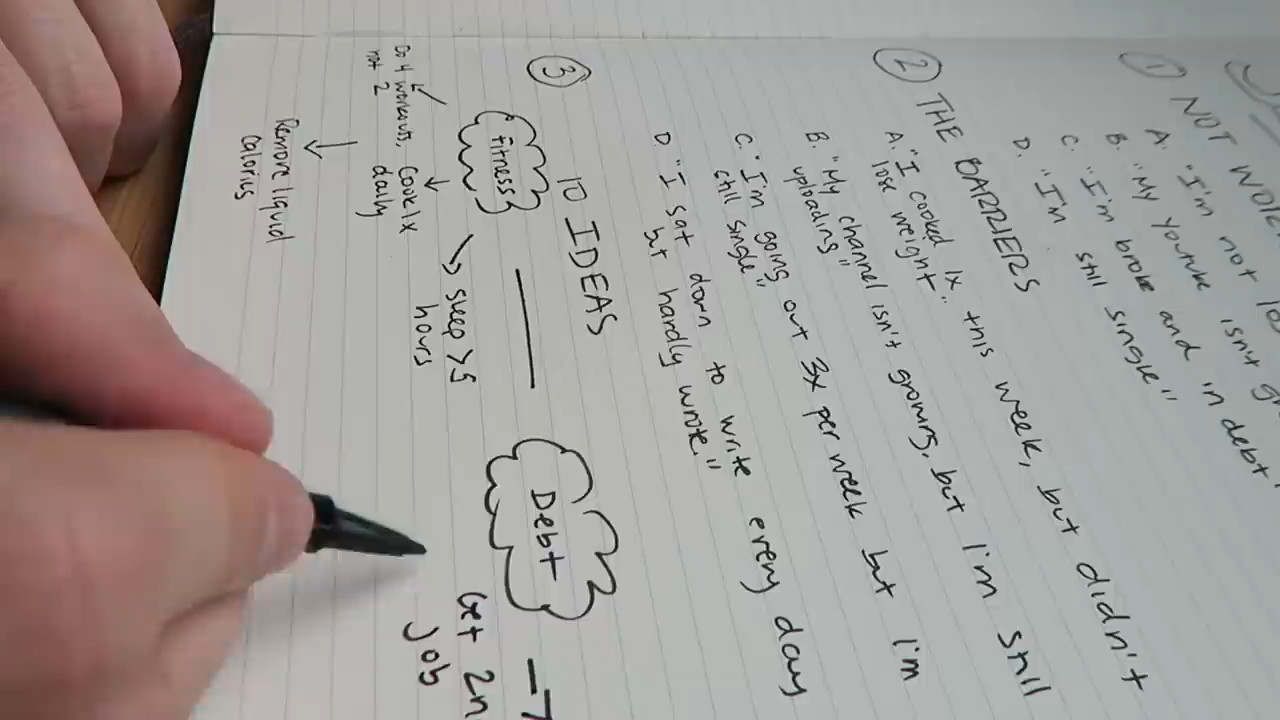 ① NOT
A. "I'm not
B. "My Youtube isn't
C. "I'm broke and in debt"
D. "I'm still single"
② THE BARRIERS
A. "I cooked 1x this week, but didn't
lose weight"
B. "My channel isn't growing, but I'm still
uploading"
C. "I'm going out 3x per week but I'm
still single"
D. "I sat down to write every day
but hardly wrote."
③ 10 IDEAS
Fitness
Debt
Do 4 workouts,
not 2
Cook 1x
daily
Sleep >5
hours
Remove liquid
calories
Get 2n
job